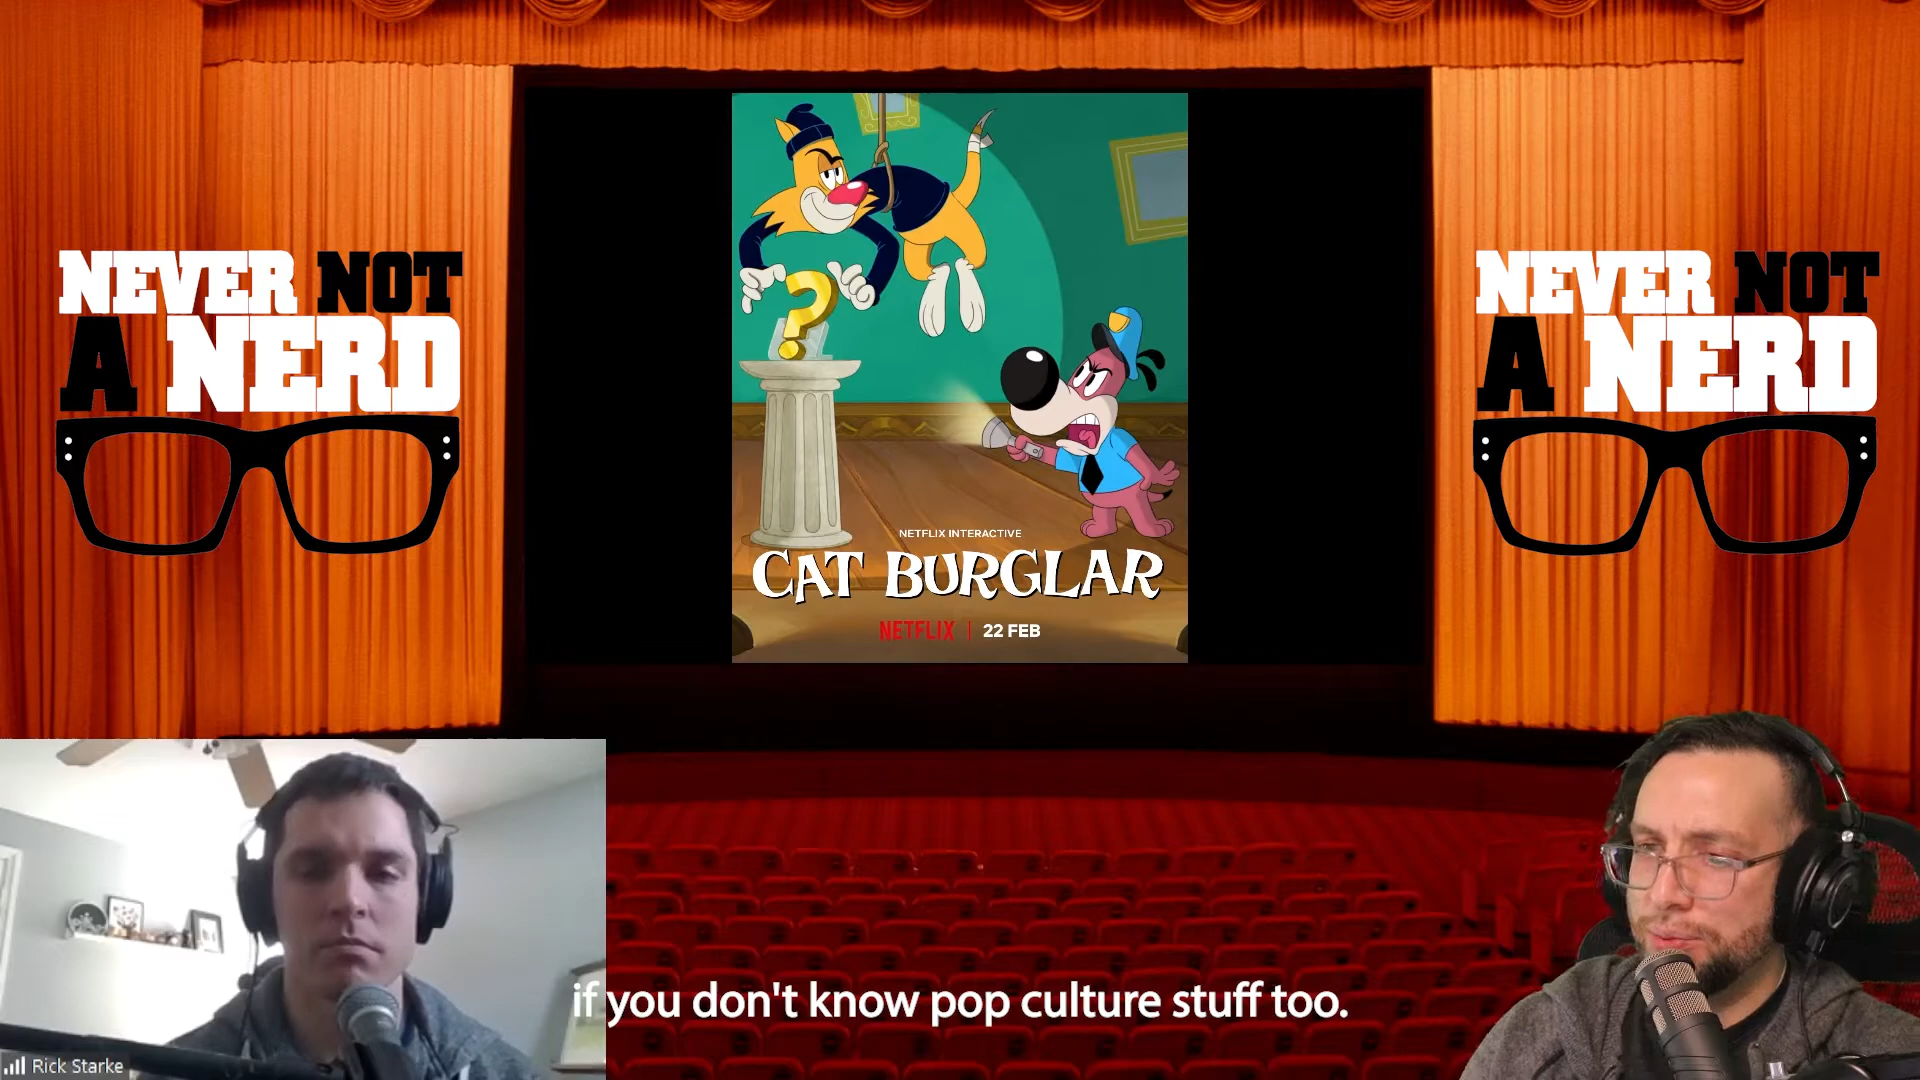 NEVER NOT
A NERD
NETFLIX INTERACTIVE
CAT BURGLAR
NETFLIX | 22 FEB
NEVER NOT
A NERD
if you don't know pop culture stuff too.
Rick Starke